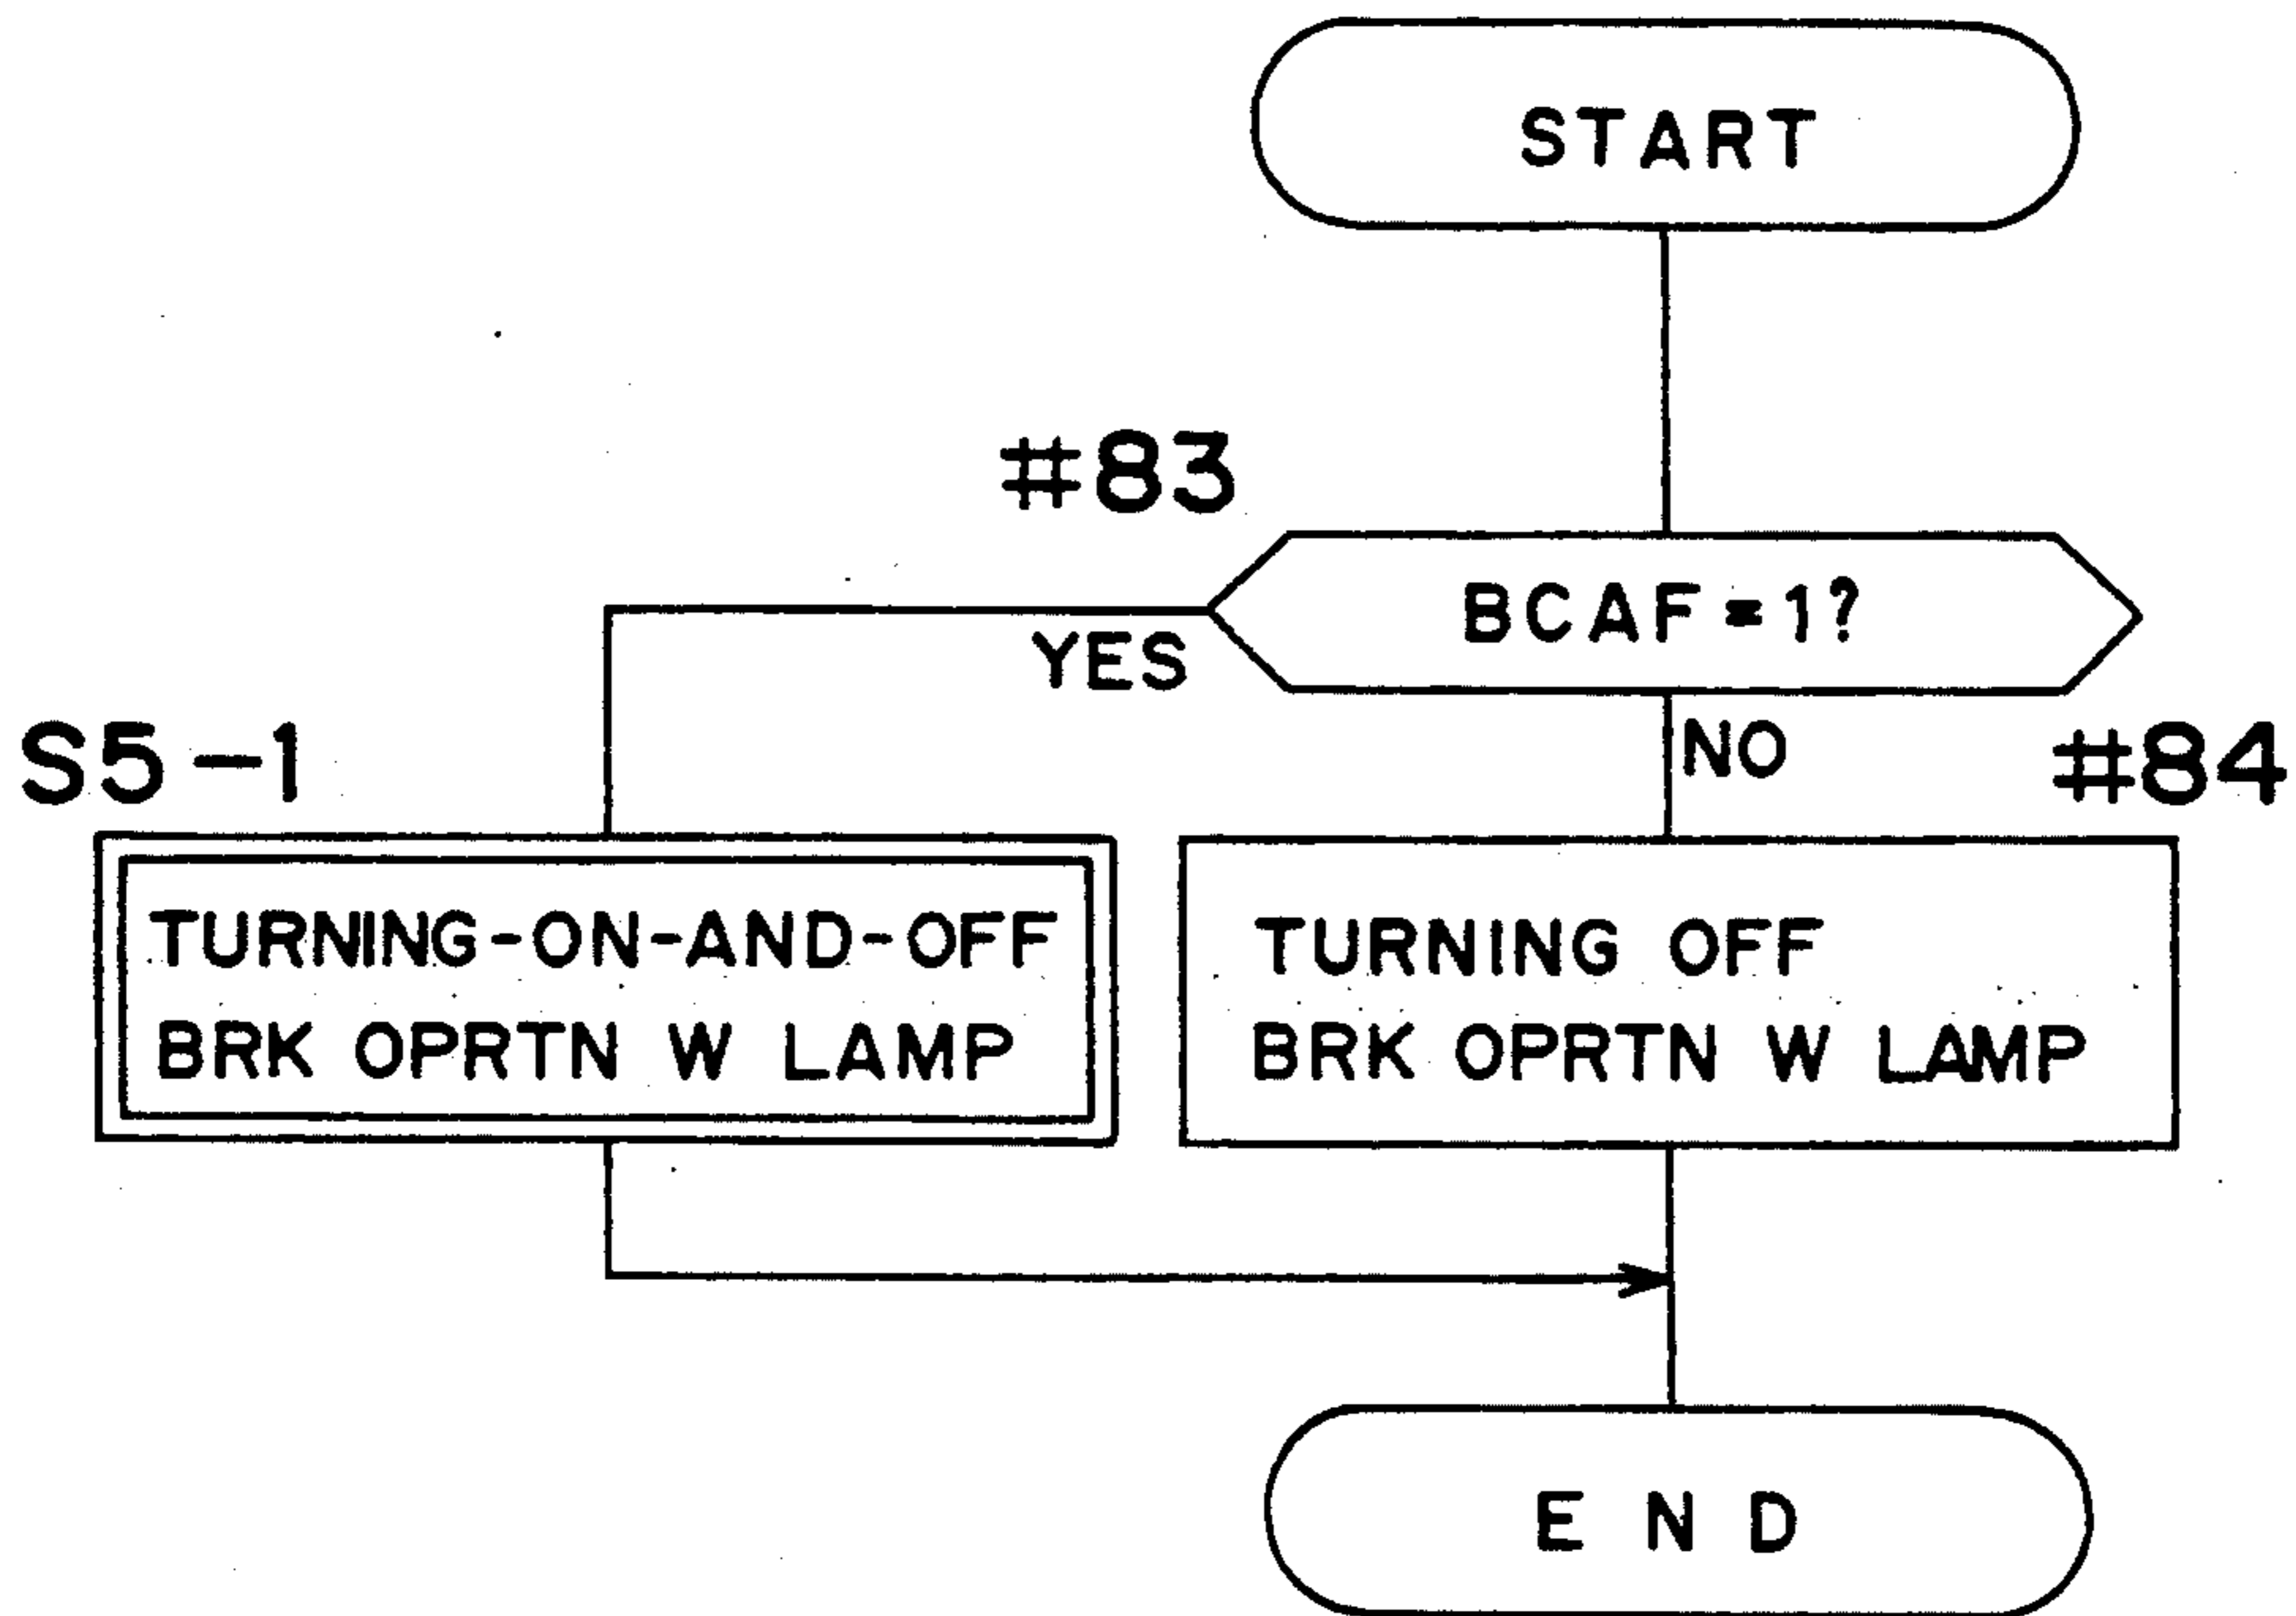 START
#83
BCAF=1?
YES
NO
S5-1
#84
TURNING-ON-AND-OFF
BRK OPRTN W LAMP
TURNING OFF
BRK OPRTN W LAMP
END